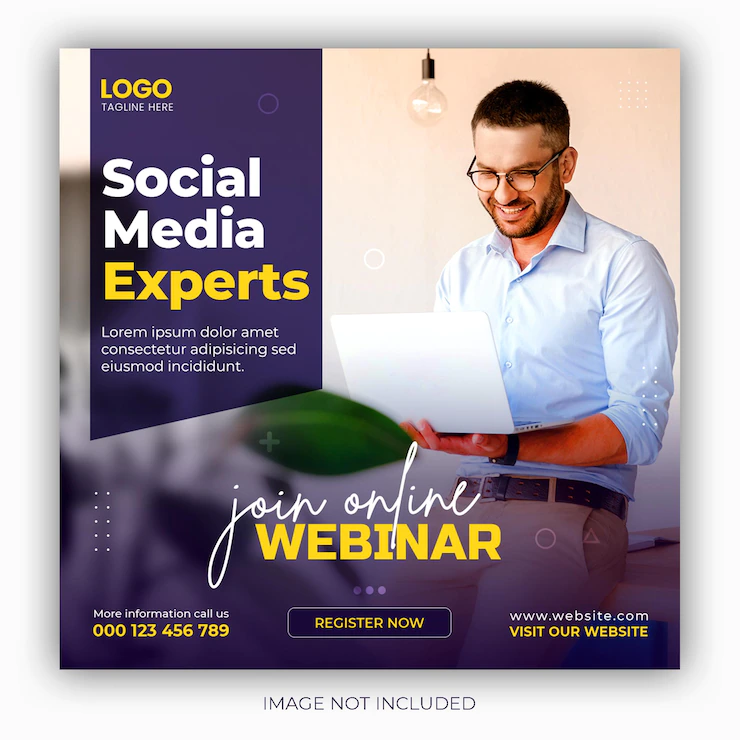 LOGO
TAGLINE HERE
Social
Media
Experts
Lorem ipsum dolor amet
consectetur adipisicing sed
eiusmod incididunt.
join online
WEBINAR
More information call us
000 123 456 789
REGISTER NOW
www.website.com
VISIT OUR WEBSITE
IMAGE NOT INCLUDED